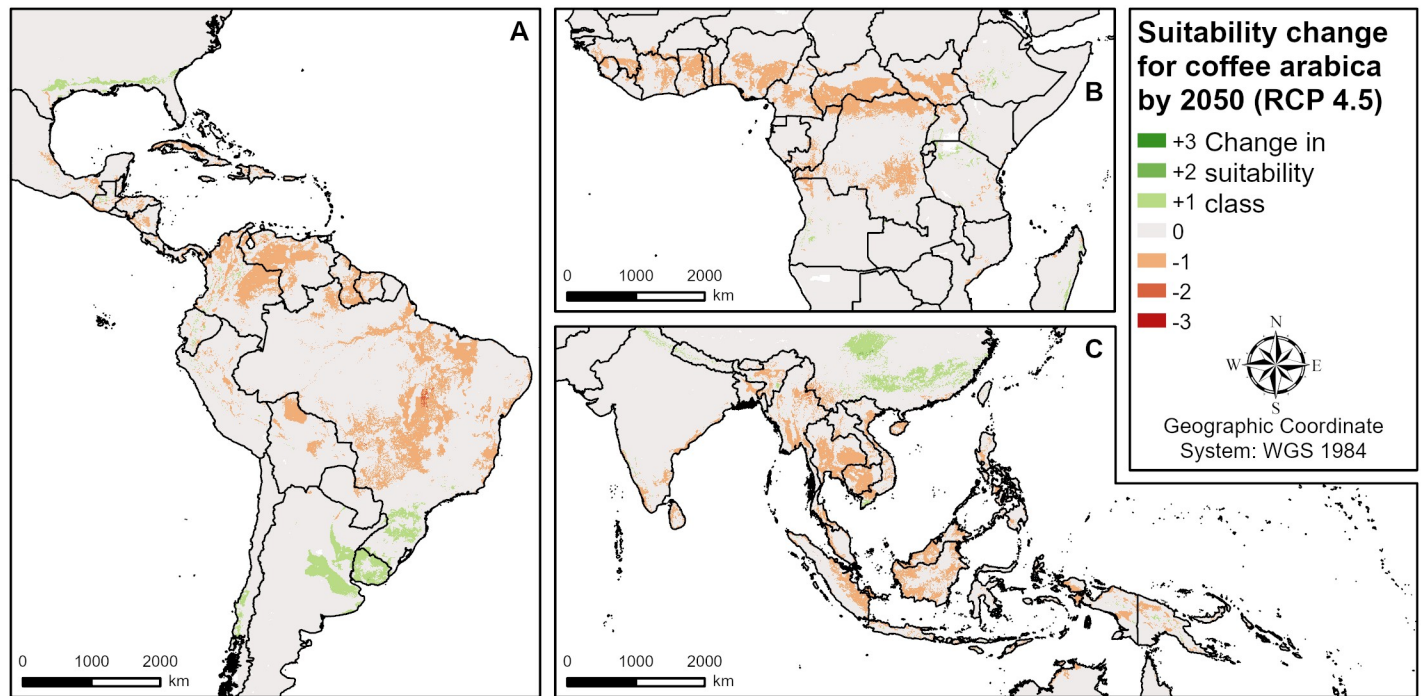 A
0 1000 2000
km
B
0 1000 2000
km
C
0 1000 2000
km
Suitability change
for coffee arabica
by 2050 (RCP 4.5)
+3 Change in
+2 suitability
+1 class
0
-1
-2
-3
N
W E
S
Geographic Coordinate
System: WGS 1984